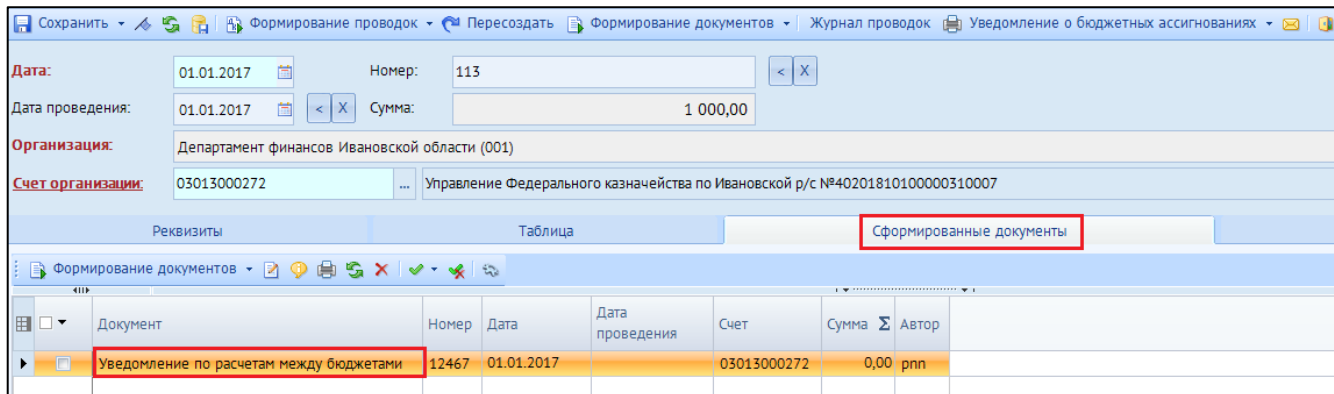 Сохранить Формирование проводок Пересоздать Формирование документов Журнал проводок Уведомление о бюджетных ассигнованиях
Дата: 01.01.2017 Номер: 113 < X
Дата проведения: 01.01.2017 < X Сумма: 1 000,00
Организация: Департамент финансов Ивановской области (001)
Счет организации: 03013000272 ... Управление Федерального казначейства по Ивановской р/с №40201810100000310007
Реквизиты Таблица Сформированные документы
Формирование документов
Документ Номер Дата Дата проведения Счет Сумма Σ Автор
Уведомление по расчетам между бюджетами 12467 01.01.2017 03013000272 0,00 pnn